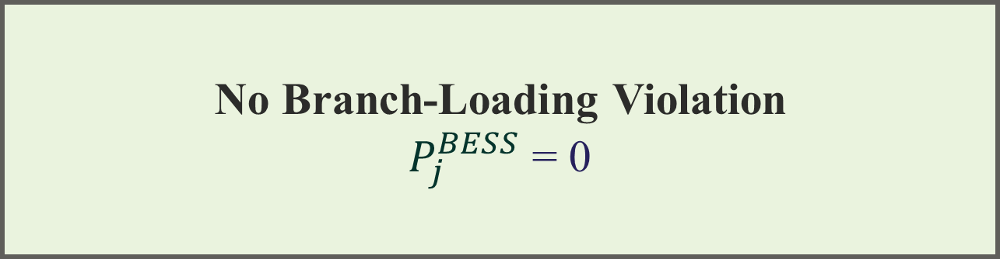 No Branch-Loading Violation
$P_j^{BESS} = 0$